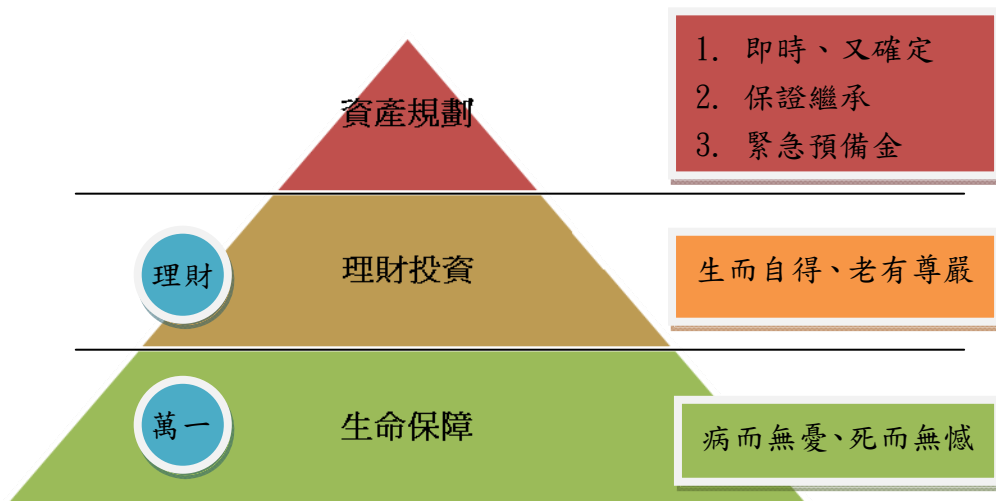 資產規劃
1. 即時、又確定
2. 保證繼承
3. 緊急預備金
理財
理財投資
生而自得、老有尊嚴
萬一
生命保障
病而無憂、死而無憾